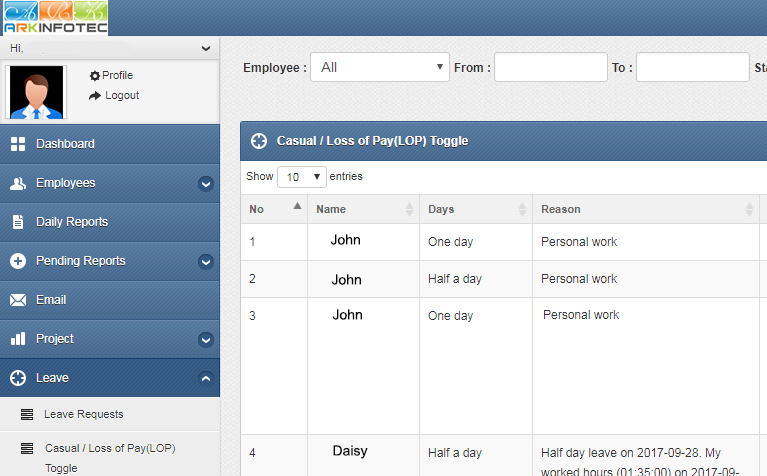 ARKINFOTEC
Hi,
Profile
Logout
Dashboard
Employees
Daily Reports
Pending Reports
Email
Project
Leave
Leave Requests
Casual / Loss of Pay(LOP)
Toggle
Employee : All From : To : Sta
Casual / Loss of Pay(LOP) Toggle
Show 10 entries
No Name Days Reason
1 John One day Personal work
2 John Half a day Personal work
3 John One day Personal work
4 Daisy Half a day Half day leave on 2017-09-28. My
worked hours (01:35:00) on 2017-09-